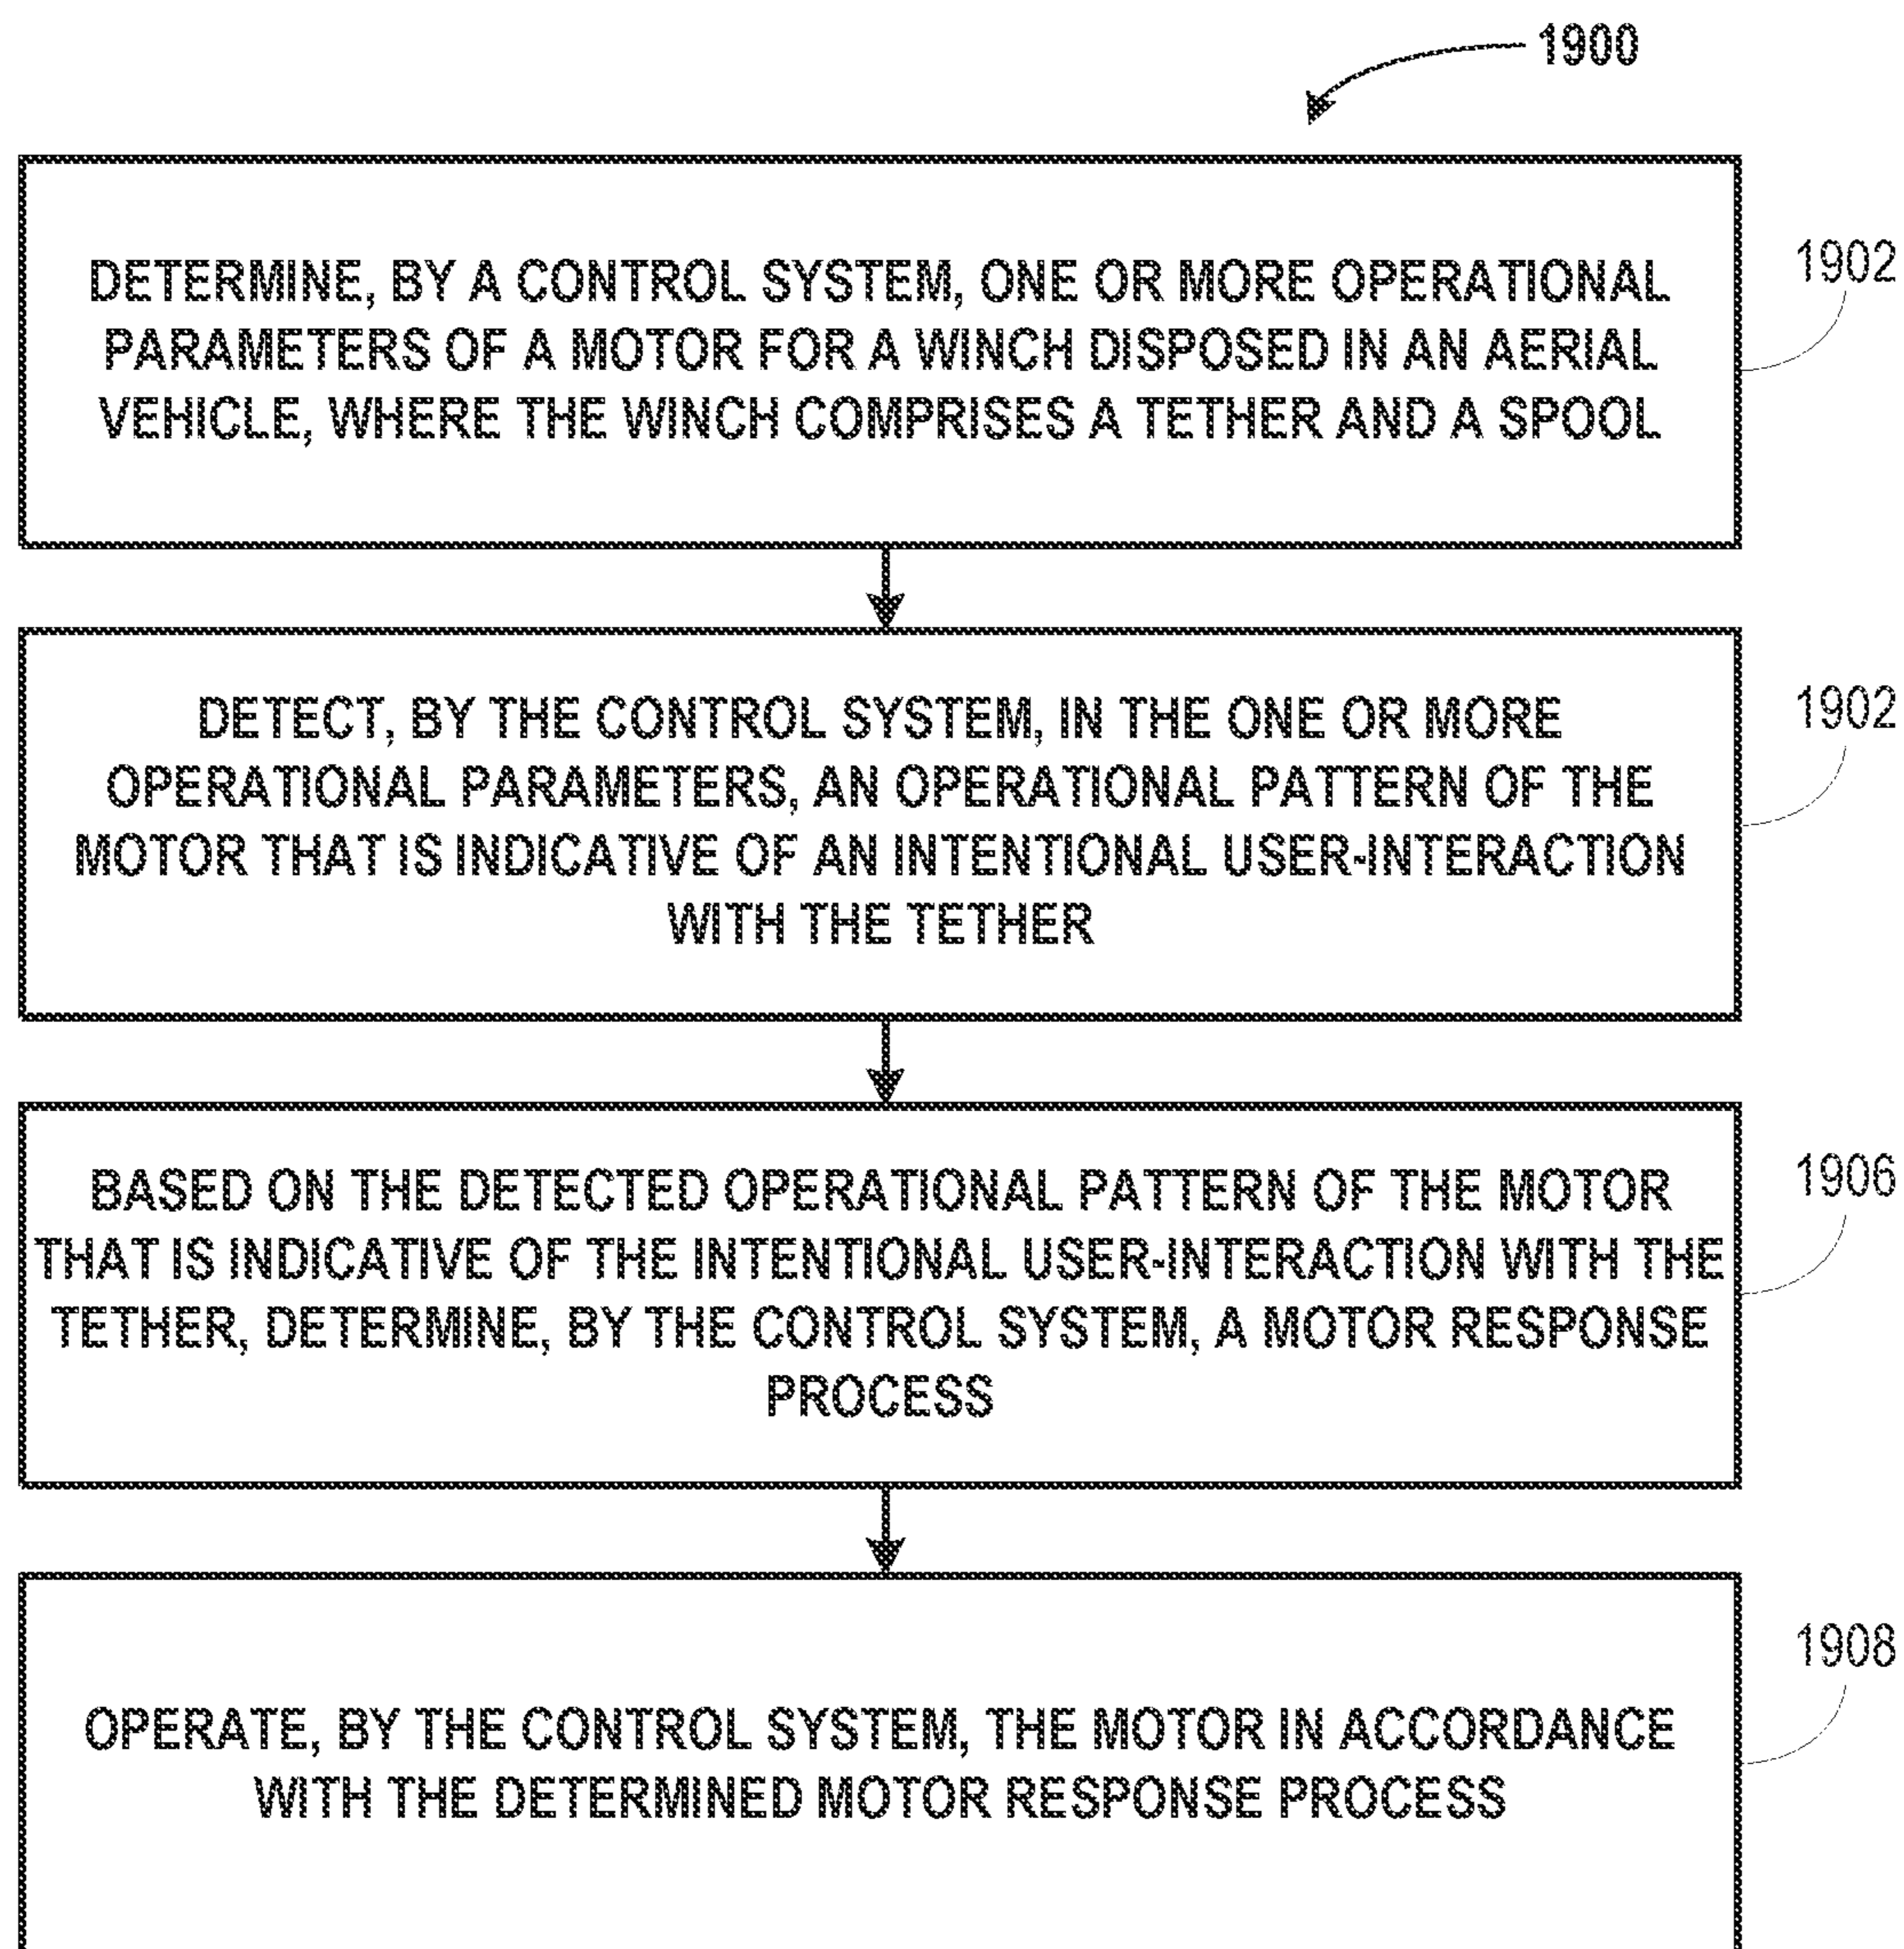 1900
DETERMINE, BY A CONTROL SYSTEM, ONE OR MORE OPERATIONAL
PARAMETERS OF A MOTOR FOR A WINCH DISPOSED IN AN AERIAL
VEHICLE, WHERE THE WINCH COMPRISES A TETHER AND A SPOOL
1902
DETECT, BY THE CONTROL SYSTEM, IN THE ONE OR MORE
OPERATIONAL PARAMETERS, AN OPERATIONAL PATTERN OF THE
MOTOR THAT IS INDICATIVE OF AN INTENTIONAL USER-INTERACTION
WITH THE TETHER
1902
BASED ON THE DETECTED OPERATIONAL PATTERN OF THE MOTOR
THAT IS INDICATIVE OF THE INTENTIONAL USER-INTERACTION WITH THE
TETHER, DETERMINE, BY THE CONTROL SYSTEM, A MOTOR RESPONSE
PROCESS
1906
OPERATE, BY THE CONTROL SYSTEM, THE MOTOR IN ACCORDANCE
WITH THE DETERMINED MOTOR RESPONSE PROCESS
1908